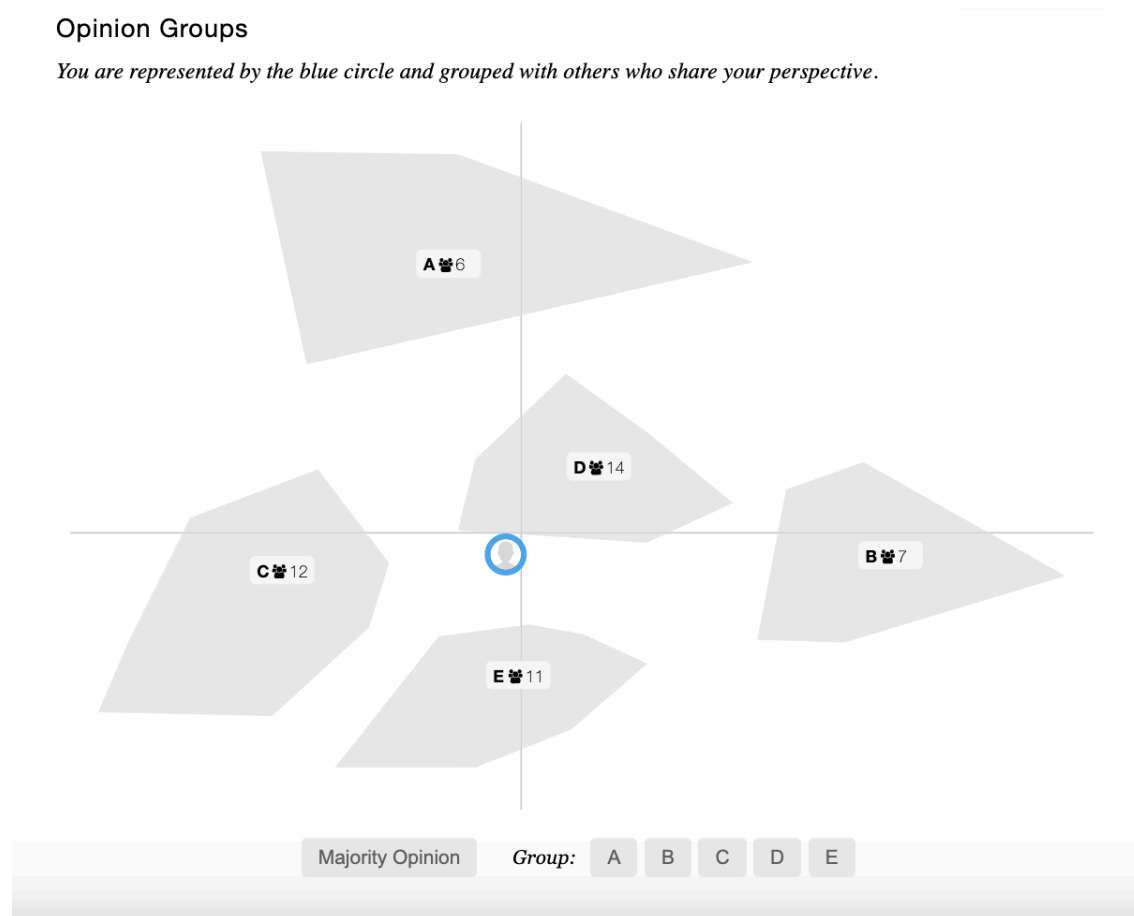 Opinion Groups
You are represented by the blue circle and grouped with others who share your perspective.
A 6
D 14
B 7
C 12
E 11
Majority Opinion Group: A B C D E